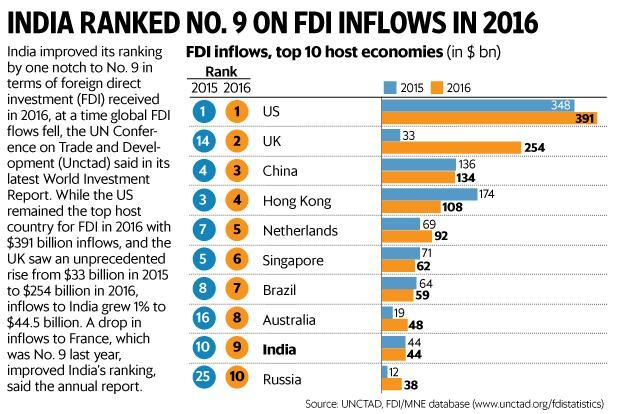 INDIA RANKED NO. 9 ON FDI INFLOWS IN 2016
India improved its ranking
by one notch to No. 9 in
terms of foreign direct
investment (FDI) received
in 2016, at a time global FDI
flows fell, the UN Confer-
ence on Trade and Devel-
opment (Unctad) said in its
latest World Investment
Report. While the US
remained the top host
country for FDI in 2016 with
$391 billion inflows, and the
UK saw an unprecedented
rise from $33 billion in 2015
to $254 billion in 2016,
inflows to India grew 1% to
$44.5 billion. A drop in
inflows to France, which
was No. 9 last year,
improved India's ranking,
said the annual report.
FDI inflows, top 10 host economies (in $ bn)
Rank
2015 2016
2015 2016
1 1 US 348 391
14 2 UK 33 254
4 3 China 136 134
3 4 Hong Kong 174 108
7 5 Netherlands 69 92
5 6 Singapore 71 62
8 7 Brazil 64 59
16 8 Australia 19 48
10 9 India 44 44
25 10 Russia 12 38
Source: UNCTAD, FDI/MNE database (www.unctad.org/fdistatistics)